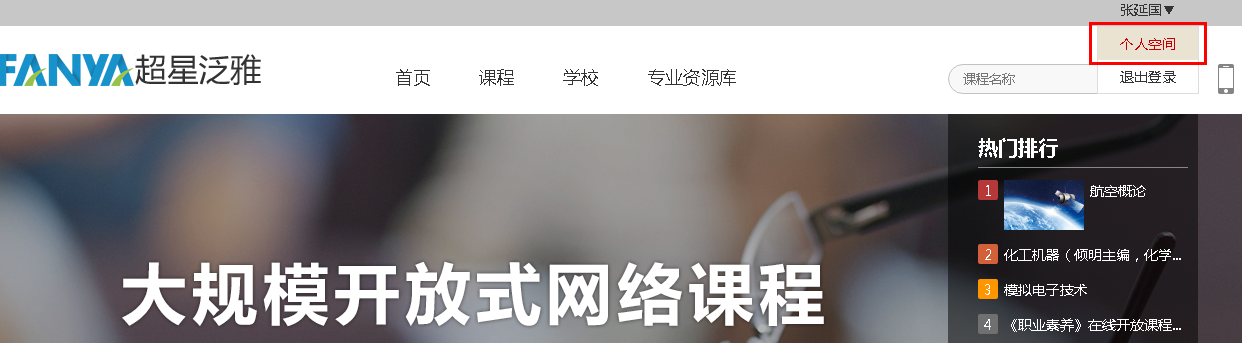 张延国▼
个人空间
FANYA超星泛雅
首页 课程 学校 专业资源库
课程名称
退出登录
热门排行
1 航空概论
2 化工机器（倾明主编，化学...
3 模拟电子技术
4 《职业素养》在线开放课程...
大规模开放式网络课程